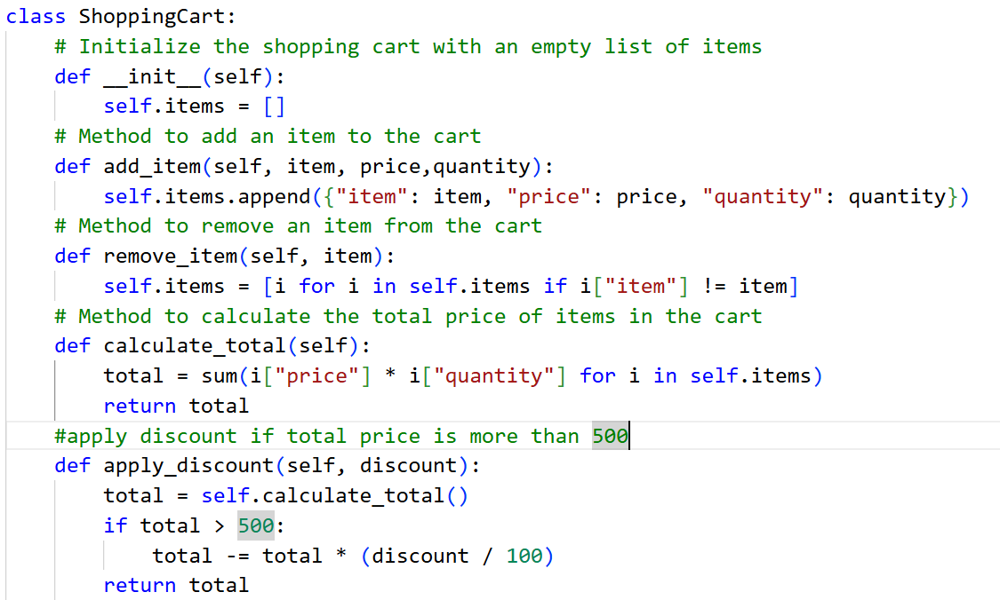 class ShoppingCart:
    # Initialize the shopping cart with an empty list of items
    def __init__(self):
        self.items = []
    # Method to add an item to the cart
    def add_item(self, item, price,quantity):
        self.items.append({"item": item, "price": price, "quantity": quantity})
    # Method to remove an item from the cart
    def remove_item(self, item):
        self.items = [i for i in self.items if i["item"] != item]
    # Method to calculate the total price of items in the cart
    def calculate_total(self):
        total = sum(i["price"] * i["quantity"] for i in self.items)
        return total
    #apply discount if total price is more than 500
    def apply_discount(self, discount):
        total = self.calculate_total()
        if total > 500:
            total -= total * (discount / 100)
        return total